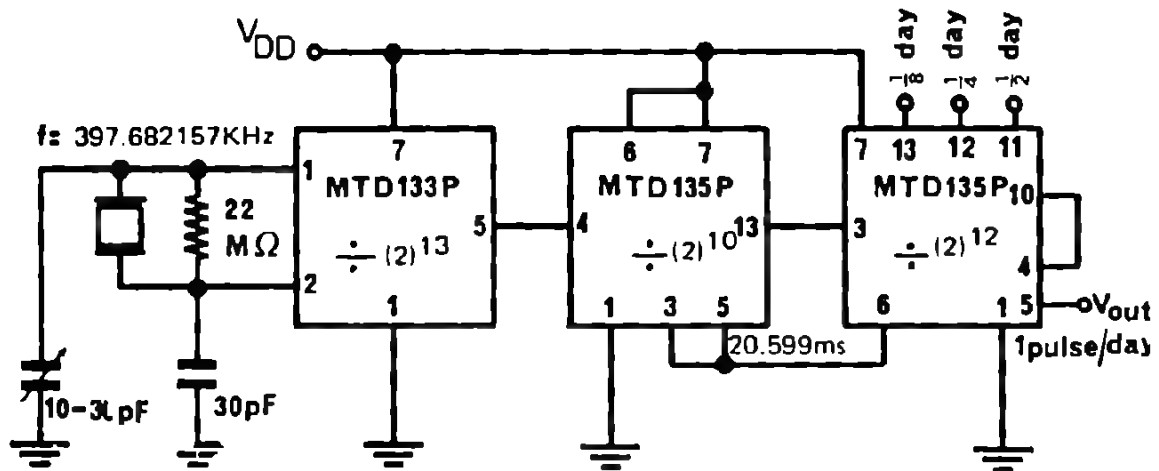 VDD
1/8 day
1/4 day
1/2 day
f= 397.682157KHz
1
7
MTD133P
÷ (2)13
5
2
1
22
MΩ
10-30pF
30pF
6
7
MTD135P
4
÷ (2)10
13
1
3
5
20.599ms
7
13
12
11
MTD135P
10
3
÷ (2)12
4
6
1
5
Vout
1pulse/day